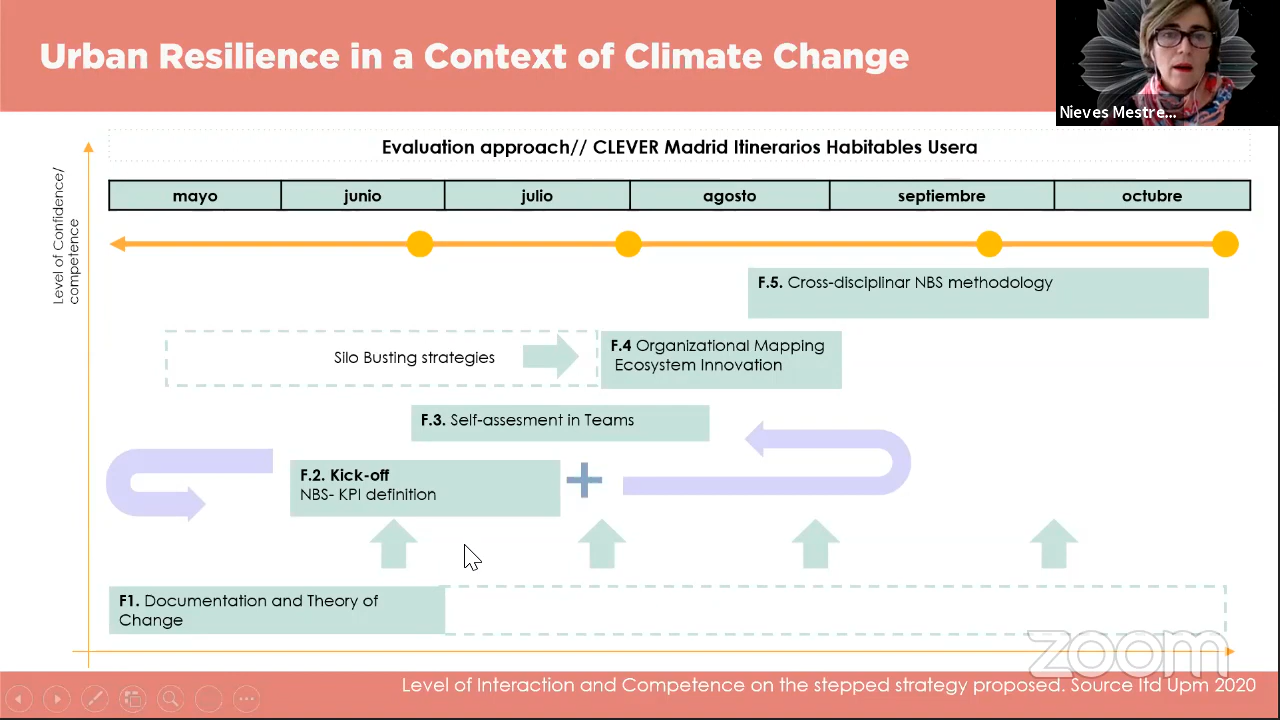 Urban Resilience in a Context of Climate Change
Nieves Mestre...
Evaluation approach// CLEVER Madrid Itinerarios Habitables Usera
Level of Confidence/
competence
mayo junio julio agosto septiembre octubre
F.5. Cross-disciplinar NBS methodology
Silo Busting strategies
F.4 Organizational Mapping
Ecosystem Innovation
F.3. Self-assesment in Teams
F.2. Kick-off
NBS- KPI definition
F1. Documentation and Theory of
Change
zoom
Level of Interaction and Competence on the stepped strategy proposed. Source Itd Upm 2020